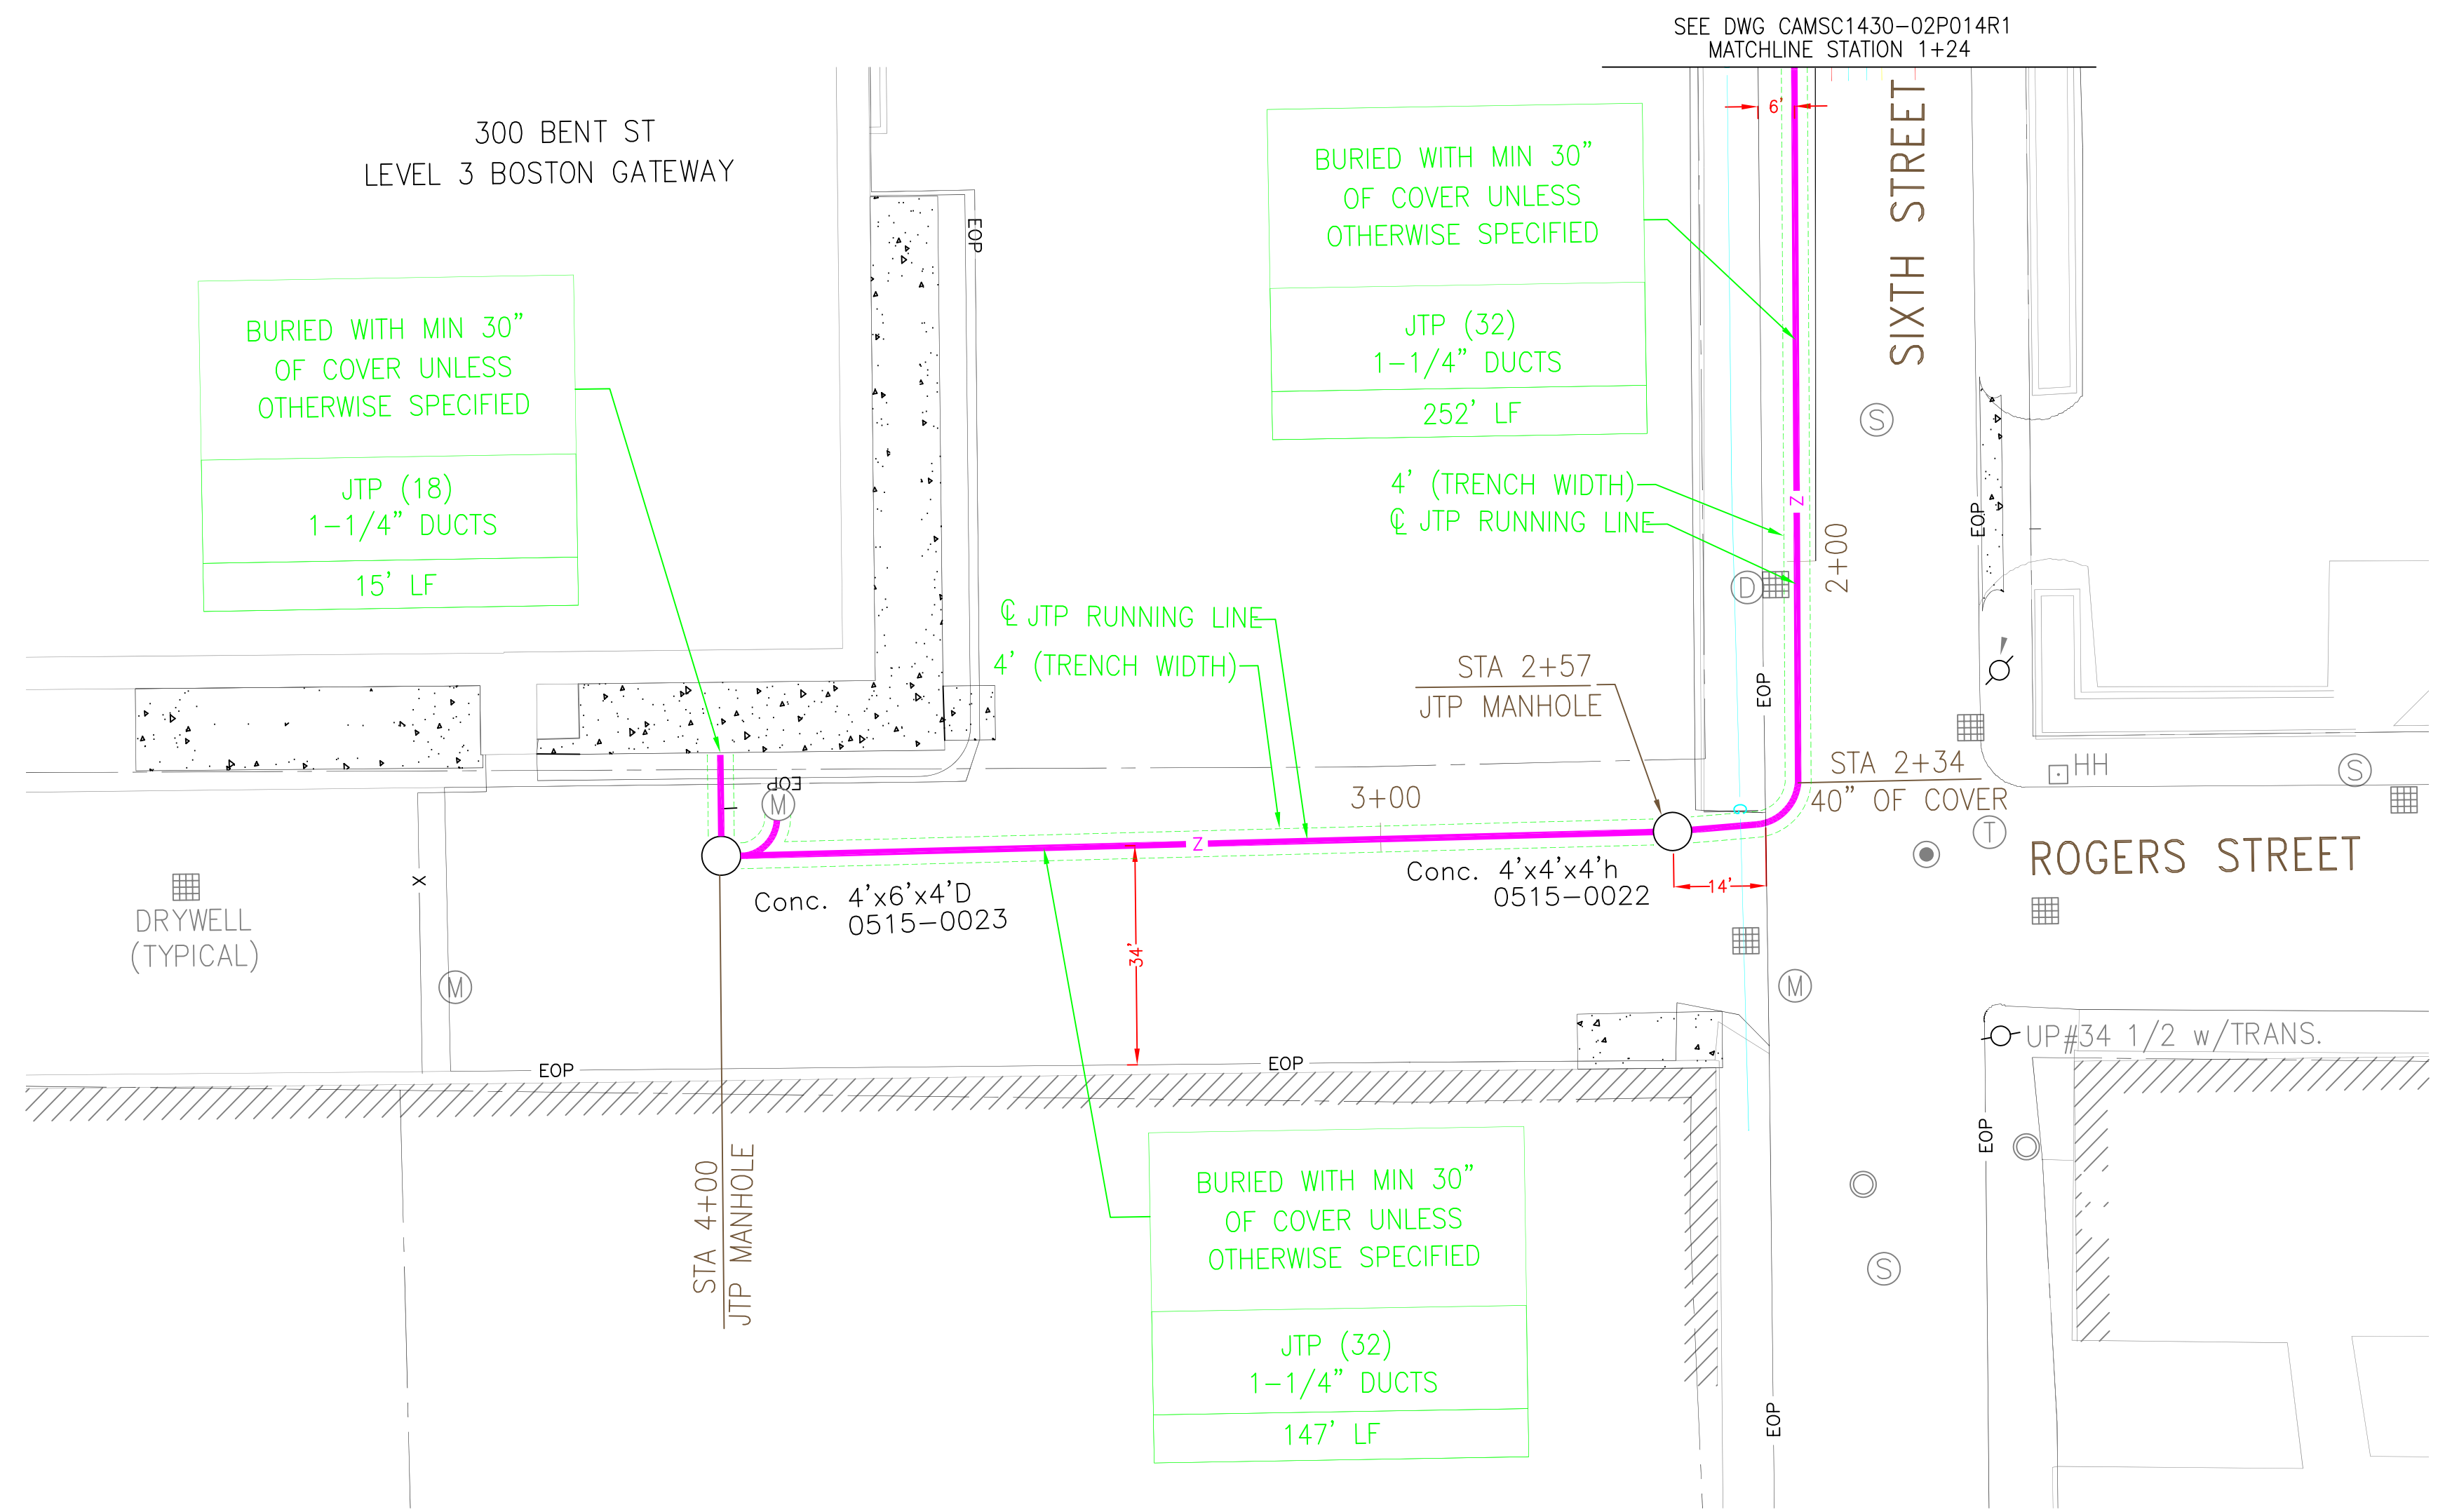 SEE DWG CAMSC1430-02P014R1
MATCHLINE STATION 1+24
6'
SIXTH STREET
300 BENT ST
LEVEL 3 BOSTON GATEWAY
EOP
BURIED WITH MIN 30"
OF COVER UNLESS
OTHERWISE SPECIFIED
JTP (32)
1-1/4" DUCTS
252' LF
BURIED WITH MIN 30"
OF COVER UNLESS
OTHERWISE SPECIFIED
JTP (18)
1-1/4" DUCTS
15' LF
S
4' (TRENCH WIDTH)
℄ JTP RUNNING LINE
Z
2+00
EOP
D
℄ JTP RUNNING LINE
4' (TRENCH WIDTH)
STA 2+57
JTP MANHOLE
EOP
STA 2+34
40" OF COVER
HH
S
EOP
M
3+00
G
T
ROGERS STREET
Z
X
Conc. 4'x6'x4'D
0515-0023
Conc. 4'x4'x4'h
0515-0022
14'
34'
DRYWELL
(TYPICAL)
M
M
UP#34 1/2 w/TRANS.
EOP
EOP
EOP
STA 4+00
JTP MANHOLE
BURIED WITH MIN 30"
OF COVER UNLESS
OTHERWISE SPECIFIED
JTP (32)
1-1/4" DUCTS
147' LF
S
EOP